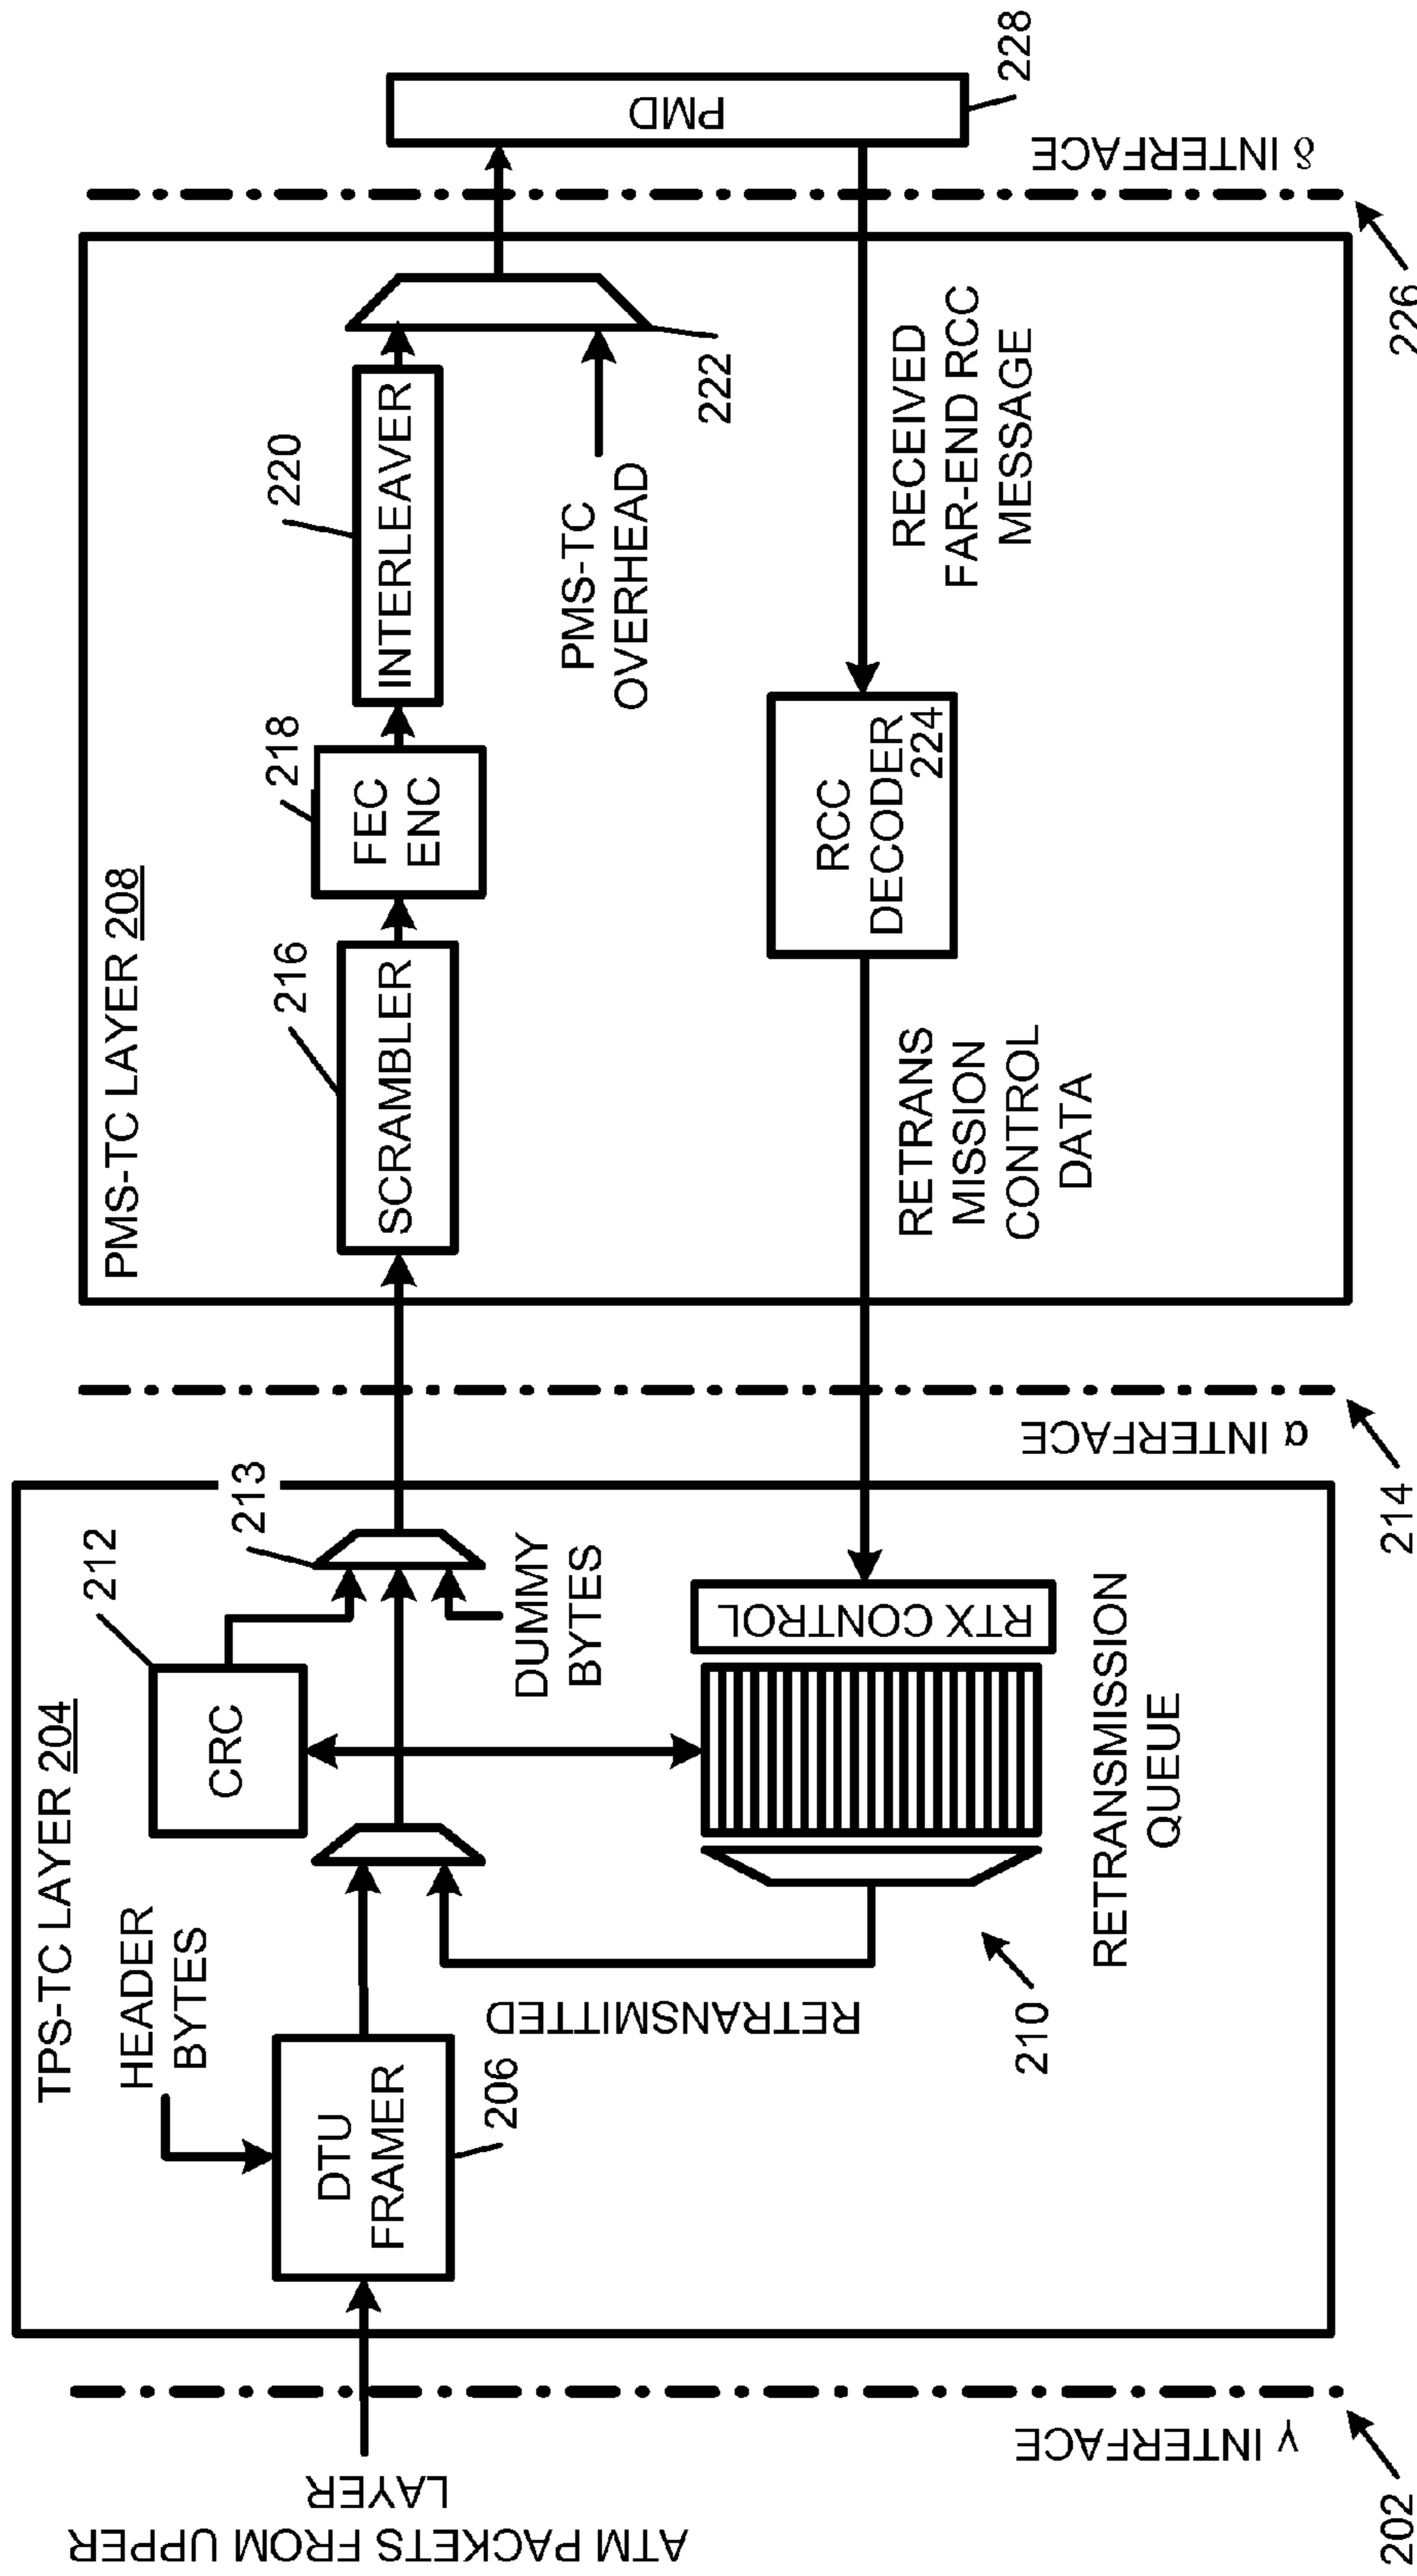 ATM PACKETS FROM UPPER
LAYER
202
γ INTERFACE
TPS-TC LAYER 204
HEADER
BYTES
DTU
FRAMER
206
RETRANSMITTED
210
RETRANSMISSION
QUEUE
RTX CONTROL
CRC
212
213
DUMMY
BYTES
α INTERFACE
214
PMS-TC LAYER 208
SCRAMBLER
216
FEC
ENC
218
INTERLEAVER
220
PMS-TC
OVERHEAD
222
RETRANS
MISSION
CONTROL
DATA
RCC
DECODER
224
RECEIVED
FAR-END RCC
MESSAGE
δ INTERFACE
226
PMD
228